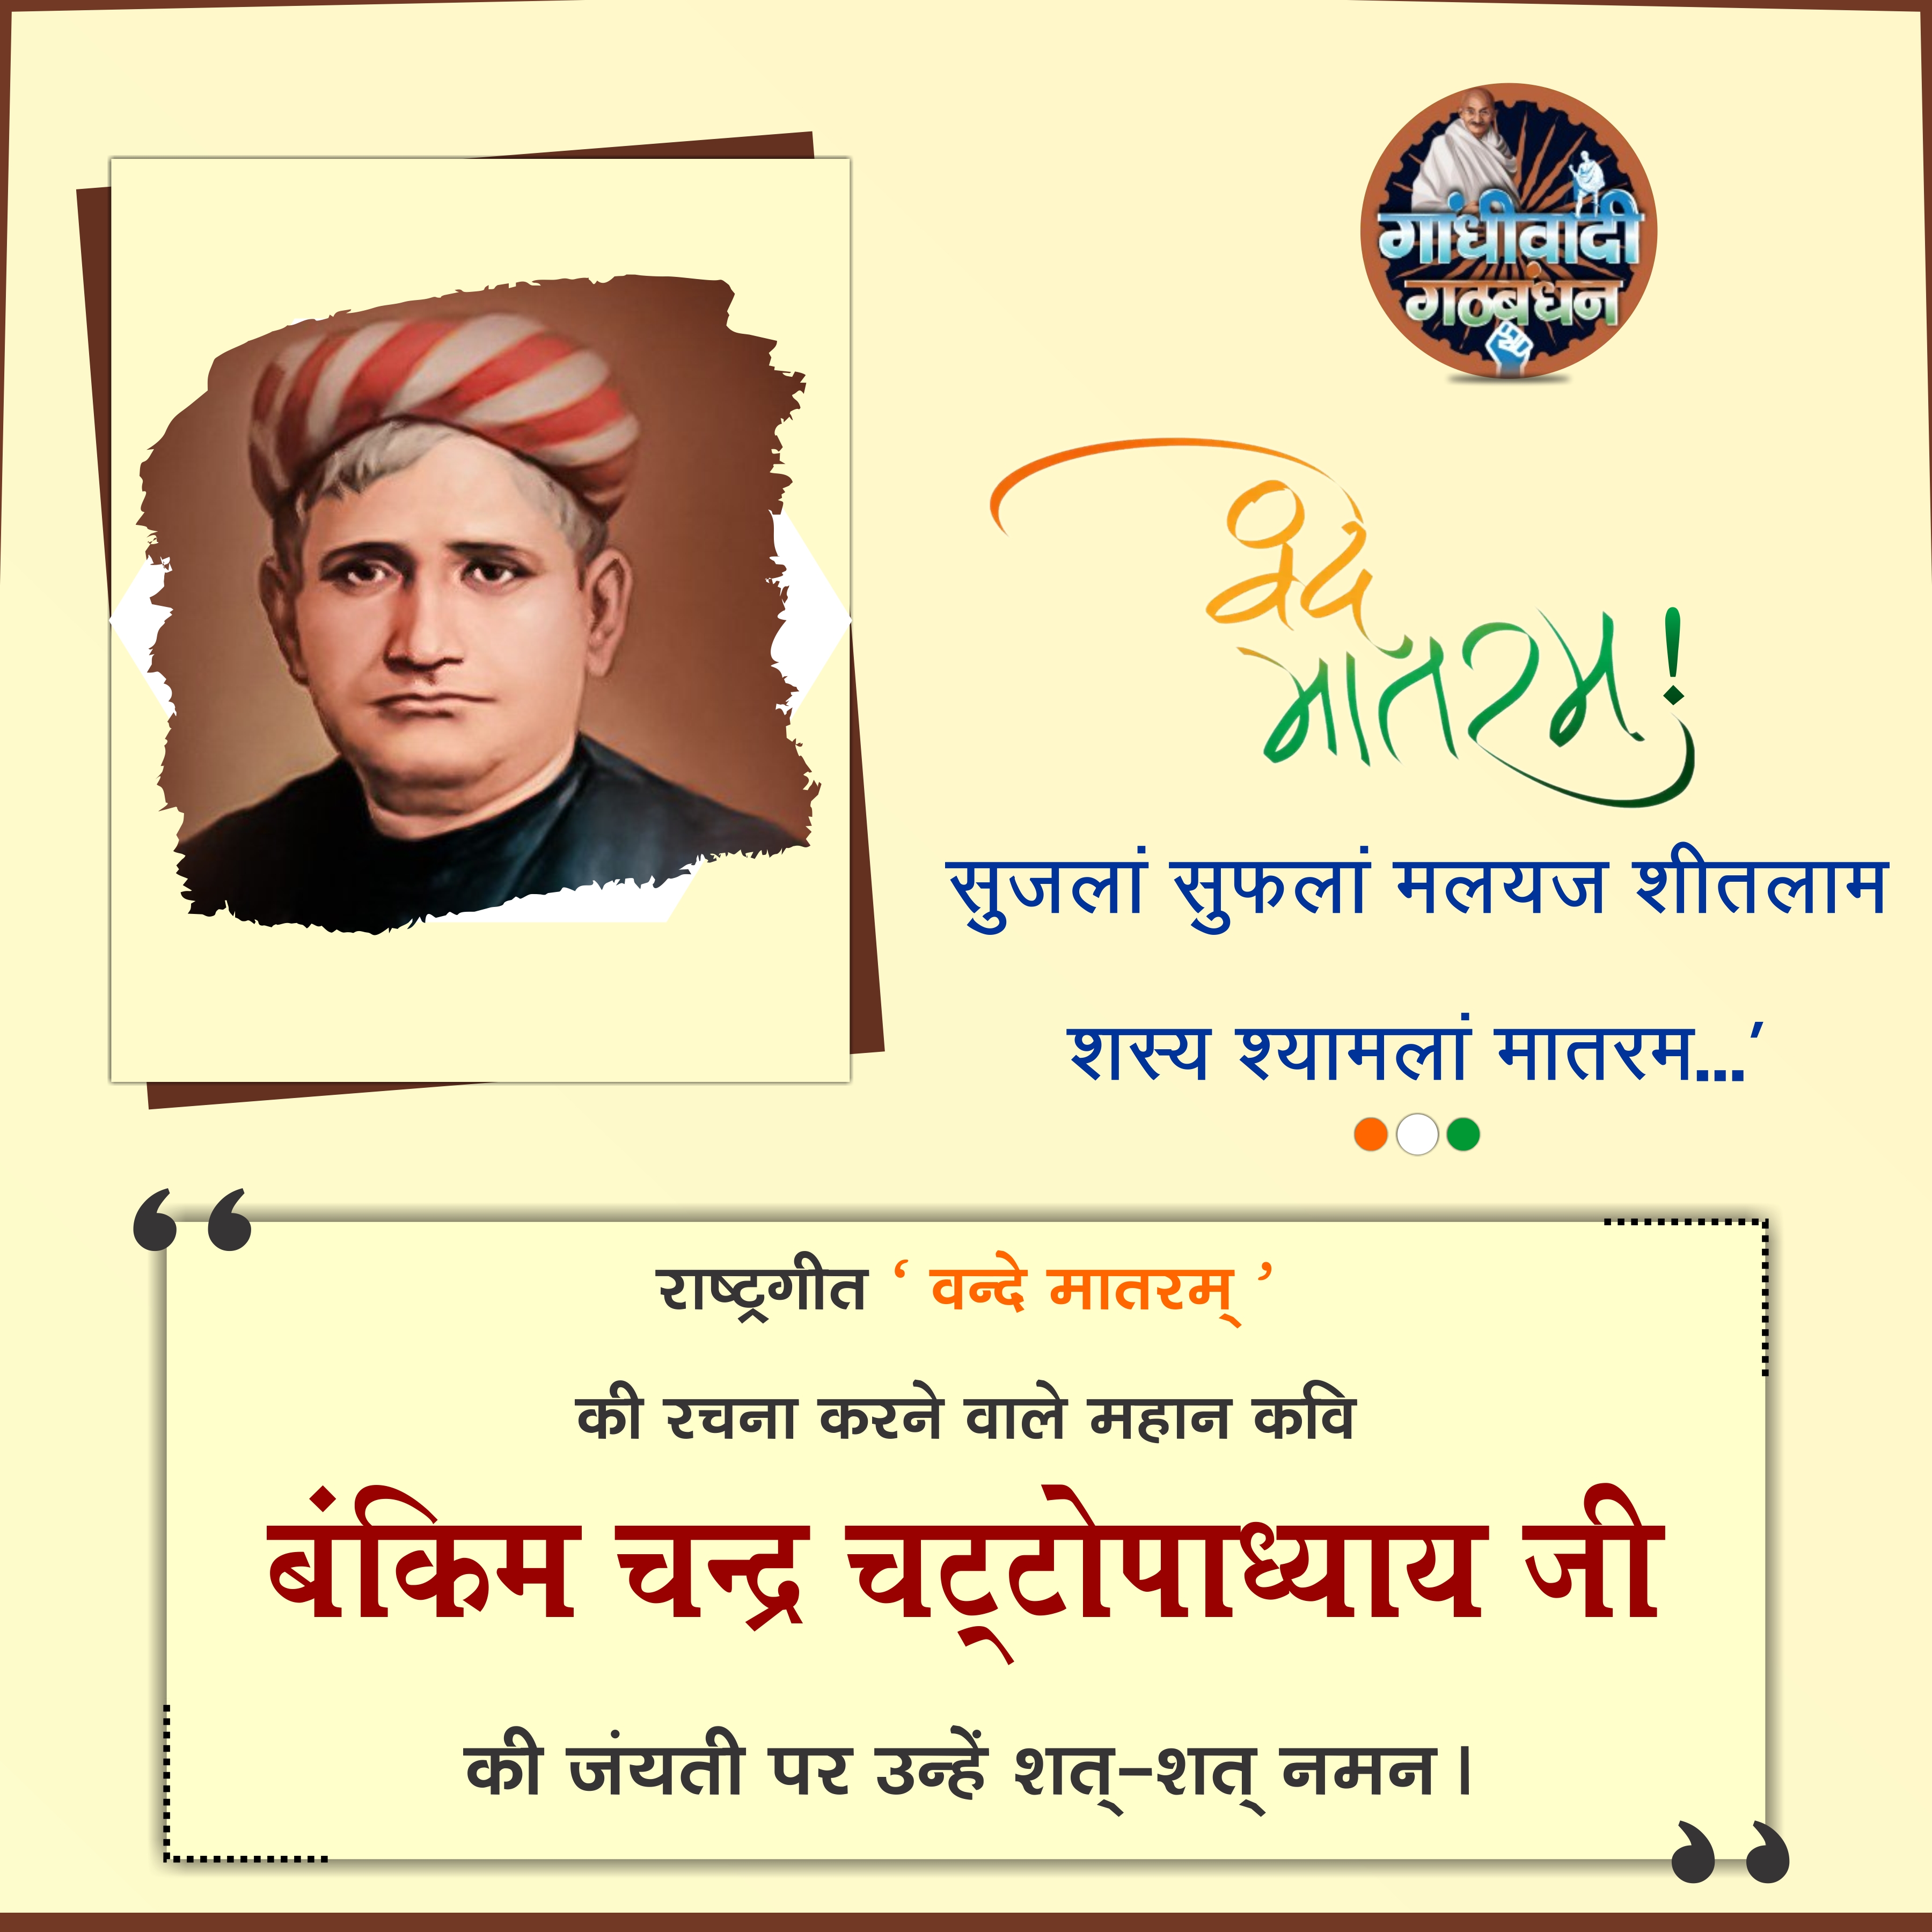 गांधीवादी
गठबंधन
वंदे
मातरम!
सुजलां सुफलां मलयज शीतलाम
शस्य श्यामलां मातरम...’
“
राष्ट्रगीत ‘ वन्दे मातरम् ’
की रचना करने वाले महान कवि
बंकिम चन्द्र चट्टोपाध्याय जी
की जंयती पर उन्हें शत्-शत् नमन।
”